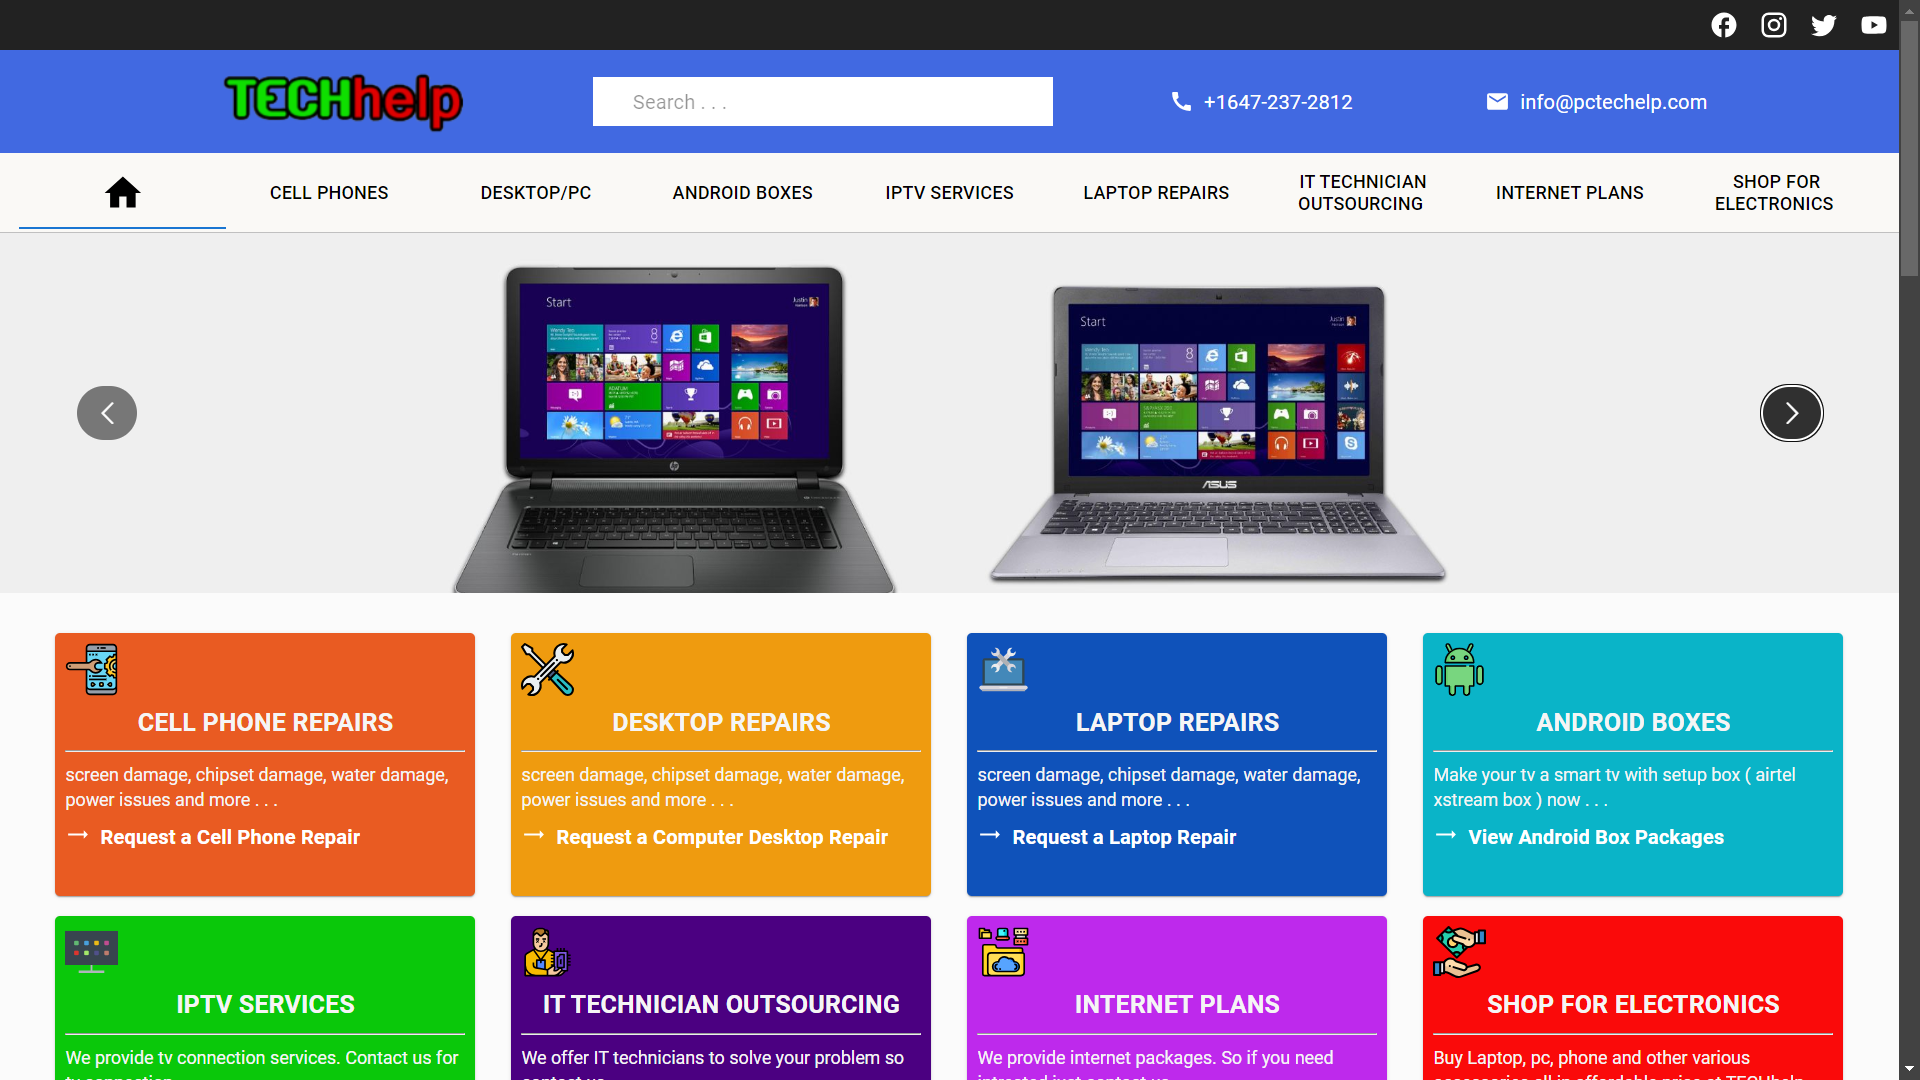 TECHhelp
Search . . .
+1647-237-2812
info@pctechelp.com
CELL PHONES
DESKTOP/PC
ANDROID BOXES
IPTV SERVICES
LAPTOP REPAIRS
IT TECHNICIAN
OUTSOURCING
INTERNET PLANS
SHOP FOR
ELECTRONICS
Start
Justin
Start
Justin
ASUS
CELL PHONE REPAIRS
screen damage, chipset damage, water damage,
power issues and more . . .
Request a Cell Phone Repair
DESKTOP REPAIRS
screen damage, chipset damage, water damage,
power issues and more . . .
Request a Computer Desktop Repair
LAPTOP REPAIRS
screen damage, chipset damage, water damage,
power issues and more . . .
Request a Laptop Repair
ANDROID BOXES
Make your tv a smart tv with setup box ( airtel
xstream box ) now . . .
View Android Box Packages
IPTV SERVICES
We provide tv connection services. Contact us for
IT TECHNICIAN OUTSOURCING
We offer IT technicians to solve your problem so
INTERNET PLANS
We provide internet packages. So if you need
SHOP FOR ELECTRONICS
Buy Laptop, pc, phone and other various